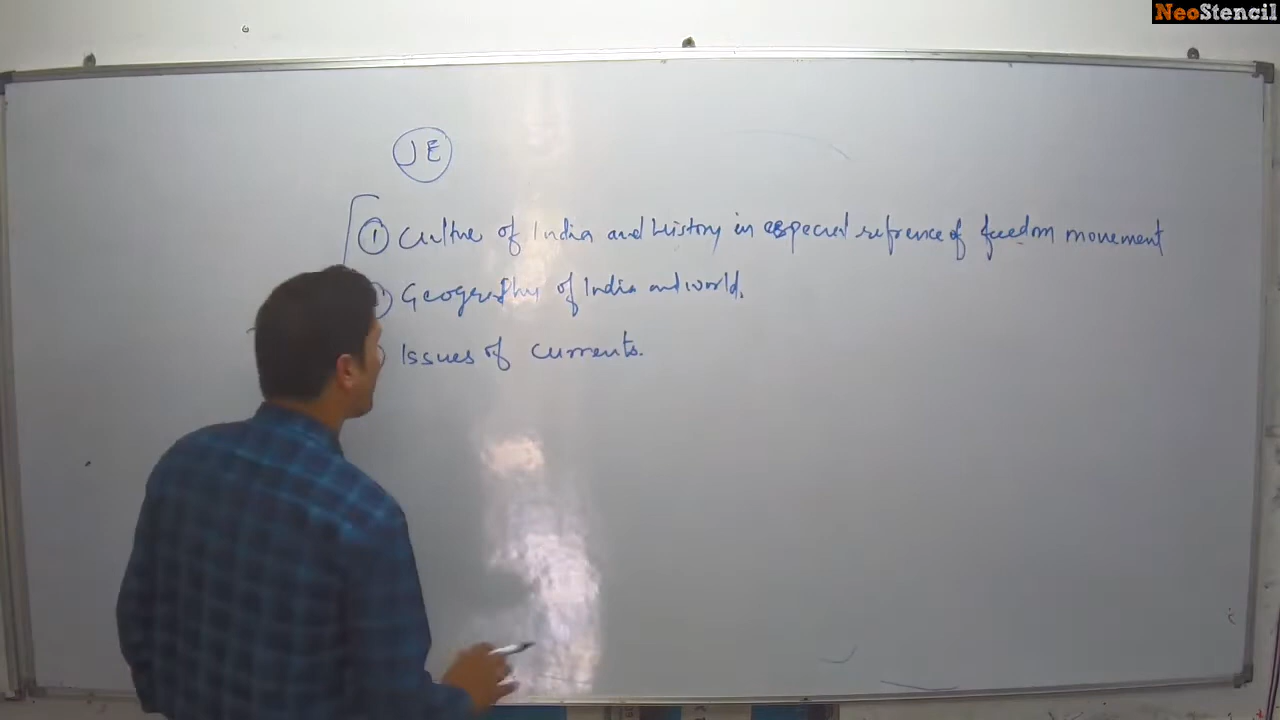 NeoStencil
JE
1 Culture of India and History in especial refrence of freedom movement
Geography of India and world.
Issues of currents.